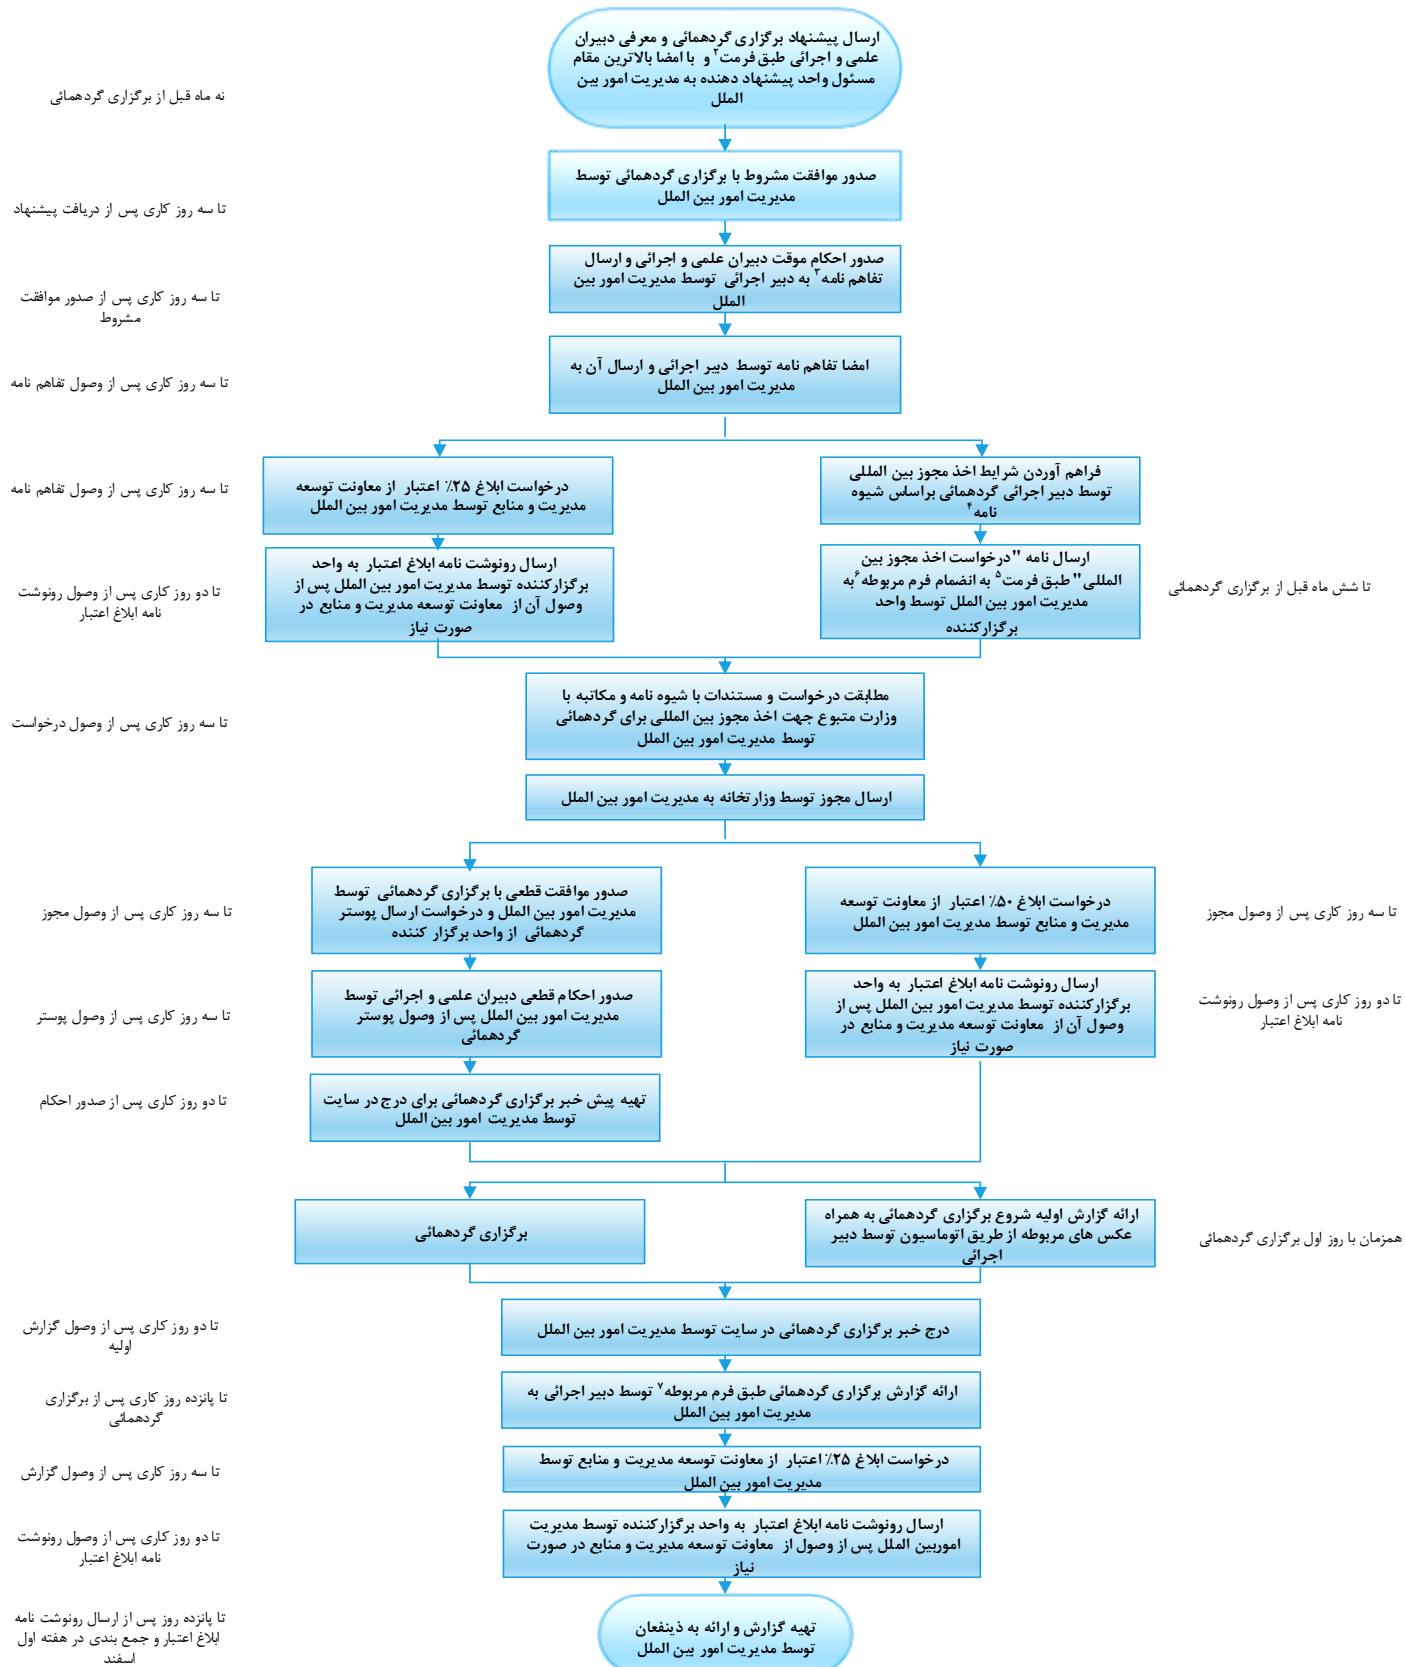 ارسال پیشنهاد برگزاری گردهمائی و معرفی دبیران
علمی و اجرائی طبق فرمت۲ و با امضا بالاترین مقام
مسئول واحد پیشنهاد دهنده به مدیریت امور بین
الملل
نه ماه قبل از برگزاری گردهمائی
صدور موافقت مشروط با برگزاری گردهمائی توسط
مدیریت امور بین الملل
تا سه روز کاری پس از دریافت پیشنهاد
صدور احکام موقت دبیران علمی و اجرائی و ارسال
تفاهم نامه۳ به دبیر اجرائی توسط مدیریت امور بین
الملل
تا سه روز کاری پس از صدور موافقت
مشروط
امضا تفاهم نامه توسط دبیر اجرائی و ارسال آن به
مدیریت امور بین الملل
تا سه روز کاری پس از وصول تفاهم نامه
فراهم آوردن شرایط اخذ مجوز بین المللی
توسط دبیر اجرائی گردهمائی براساس شیوه
نامه۴
درخواست ابلاغ ۲۵٪ اعتبار از معاونت توسعه
مدیریت و منابع توسط مدیریت امور بین الملل
تا سه روز کاری پس از وصول تفاهم نامه
تا شش ماه قبل از برگزاری گردهمائی
ارسال نامه "درخواست اخذ مجوز بین
المللی" طبق فرمت۵ به انضمام فرم مربوطه۶به
مدیریت امور بین الملل توسط واحد
برگزارکننده
ارسال رونوشت نامه ابلاغ اعتبار به واحد
برگزارکننده توسط مدیریت امور بین الملل پس از
وصول آن از معاونت توسعه مدیریت و منابع در
صورت نیاز
تا دو روز کاری پس از وصول رونوشت
نامه ابلاغ اعتبار
مطابقت درخواست و مستندات با شیوه نامه و مکاتبه با
وزارت متبوع جهت اخذ مجوز بین المللی برای گردهمائی
توسط مدیریت امور بین الملل
تا سه روز کاری پس از وصول درخواست
ارسال مجوز توسط وزارتخانه به مدیریت امور بین الملل
تا سه روز کاری پس از وصول مجوز
درخواست ابلاغ ۵۰٪ اعتبار از معاونت توسعه
مدیریت و منابع توسط مدیریت امور بین الملل
صدور موافقت قطعی با برگزاری گردهمائی توسط
مدیریت امور بین الملل و درخواست ارسال پوستر
گردهمائی از واحد برگزار کننده
تا سه روز کاری پس از وصول مجوز
تا دو روز کاری پس از وصول رونوشت
نامه ابلاغ اعتبار
ارسال رونوشت نامه ابلاغ اعتبار به واحد
برگزارکننده توسط مدیریت امور بین الملل پس از
وصول آن از معاونت توسعه مدیریت و منابع در
صورت نیاز
صدور احکام قطعی دبیران علمی و اجرائی توسط
مدیریت امور بین الملل پس از وصول پوستر
گردهمائی
تا سه روز کاری پس از وصول پوستر
تهیه پیش خبر برگزاری گردهمائی برای درج در سایت
توسط مدیریت امور بین الملل
تا دو روز کاری پس از صدور احکام
همزمان با روز اول برگزاری گردهمائی
ارائه گزارش اولیه شروع برگزاری گردهمائی به همراه
عکس های مربوطه از طریق اتوماسیون توسط دبیر
اجرائی
برگزاری گردهمائی
درج خبر برگزاری گردهمائی در سایت توسط مدیریت امور بین الملل
تا دو روز کاری پس از وصول گزارش
اولیه
ارائه گزارش برگزاری گردهمائی طبق فرم مربوطه۷ توسط دبیر اجرائی به
مدیریت امور بین الملل
تا پانزده روز کاری پس از برگزاری
گردهمائی
درخواست ابلاغ ۲۵٪ اعتبار از معاونت توسعه مدیریت و منابع توسط
مدیریت امور بین الملل
تا سه روز کاری پس از وصول گزارش
ارسال رونوشت نامه ابلاغ اعتبار به واحد برگزارکننده توسط مدیریت
اموربین الملل پس از وصول از معاونت توسعه مدیریت و منابع در صورت
نیاز
تا دو روز کاری پس از وصول رونوشت
نامه ابلاغ اعتبار
تهیه گزارش و ارائه به ذینفعان
توسط مدیریت امور بین الملل
تا پانزده روز پس از ارسال رونوشت نامه
ابلاغ اعتبار و جمع بندی در هفته اول
اسفند